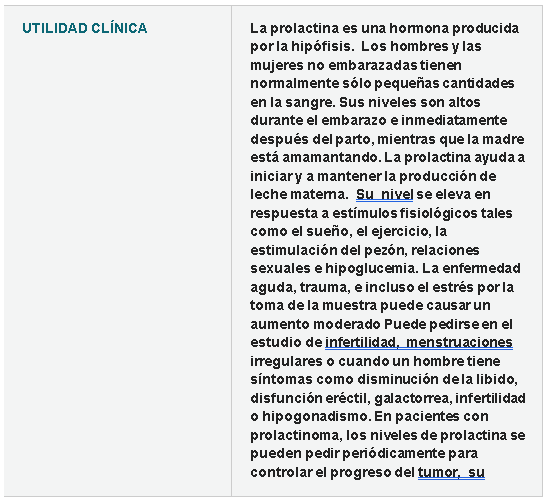 UTILIDAD CLÍNICA
La prolactina es una hormona producida
por la hipófisis. Los hombres y las
mujeres no embarazadas tienen
normalmente sólo pequeñas cantidades
en la sangre. Sus niveles son altos
durante el embarazo e inmediatamente
después del parto, mientras que la madre
está amamantando. La prolactina ayuda a
iniciar y a mantener la producción de
leche materna. Su nivel se eleva en
respuesta a estímulos fisiológicos tales
como el sueño, el ejercicio, la
estimulación del pezón, relaciones
sexuales e hipoglucemia. La enfermedad
aguda, trauma, e incluso el estrés por la
toma de la muestra puede causar un
aumento moderado Puede pedirse en el
estudio de infertilidad, menstruaciones
irregulares o cuando un hombre tiene
síntomas como disminución de la libido,
disfunción eréctil, galactorrea, infertilidad
o hipogonadismo. En pacientes con
prolactinoma, los niveles de prolactina se
pueden pedir periódicamente para
controlar el progreso del tumor, su